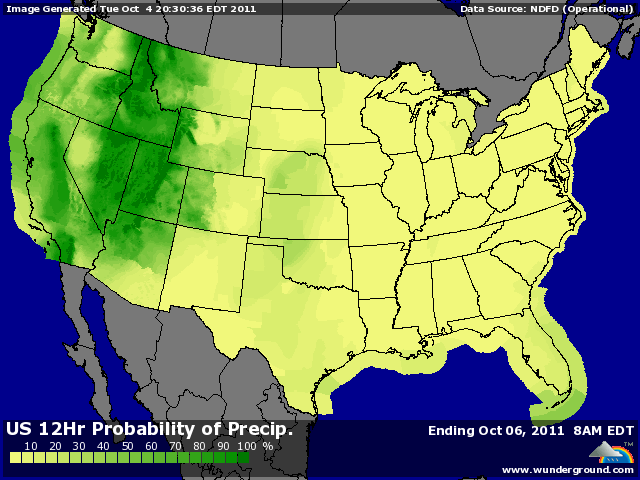 Image Generated Tue Oct 4 20:30:36 EDT 2011
Data Source: NDFD (Operational)
US 12Hr Probability of Precip.
Ending Oct 06, 2011 8AM EDT
10 20 30 40 50 60 70 80 90 100 %
TM
www.wunderground.com